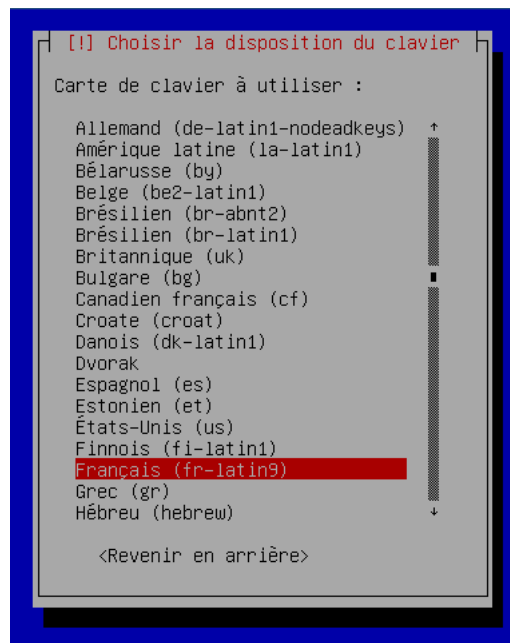 [!] Choisir la disposition du clavier
Carte de clavier à utiliser :
Allemand (de-latin1-nodeadkeys)
Amérique latine (la-latin1)
Bélarusse (by)
Belge (be2-latin1)
Brésilien (br-abnt2)
Brésilien (br-latin1)
Britannique (uk)
Bulgare (bg)
Canadien français (cf)
Croate (croat)
Danois (dk-latin1)
Dvorak
Espagnol (es)
Estonien (et)
États-Unis (us)
Finnois (fi-latin1)
Français (fr-latin9)
Grec (gr)
Hébreu (hebrew)
<Revenir en arrière>